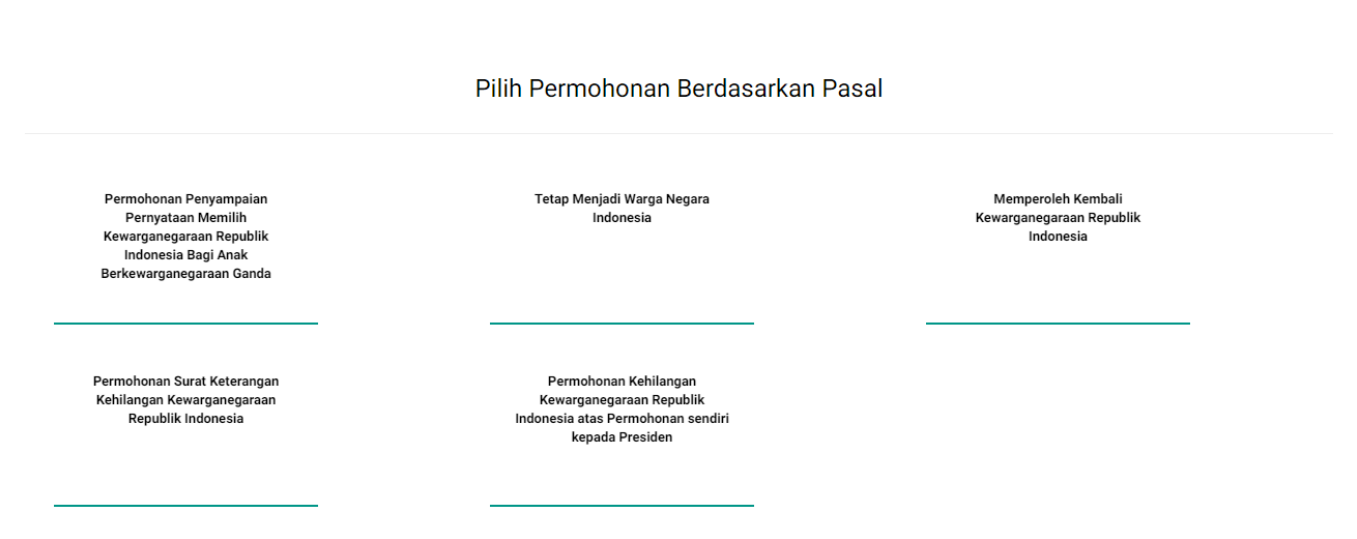 Pilih Permohonan Berdasarkan Pasal
Permohonan Penyampaian
Pernyataan Memilih
Kewarganegaraan Republik
Indonesia Bagi Anak
Berkewarganegaraan Ganda
Tetap Menjadi Warga Negara
Indonesia
Memperoleh Kembali
Kewarganegaraan Republik
Indonesia
Permohonan Surat Keterangan
Kehilangan Kewarganegaraan
Republik Indonesia
Permohonan Kehilangan
Kewarganegaraan Republik
Indonesia atas Permohonan sendiri
kepada Presiden